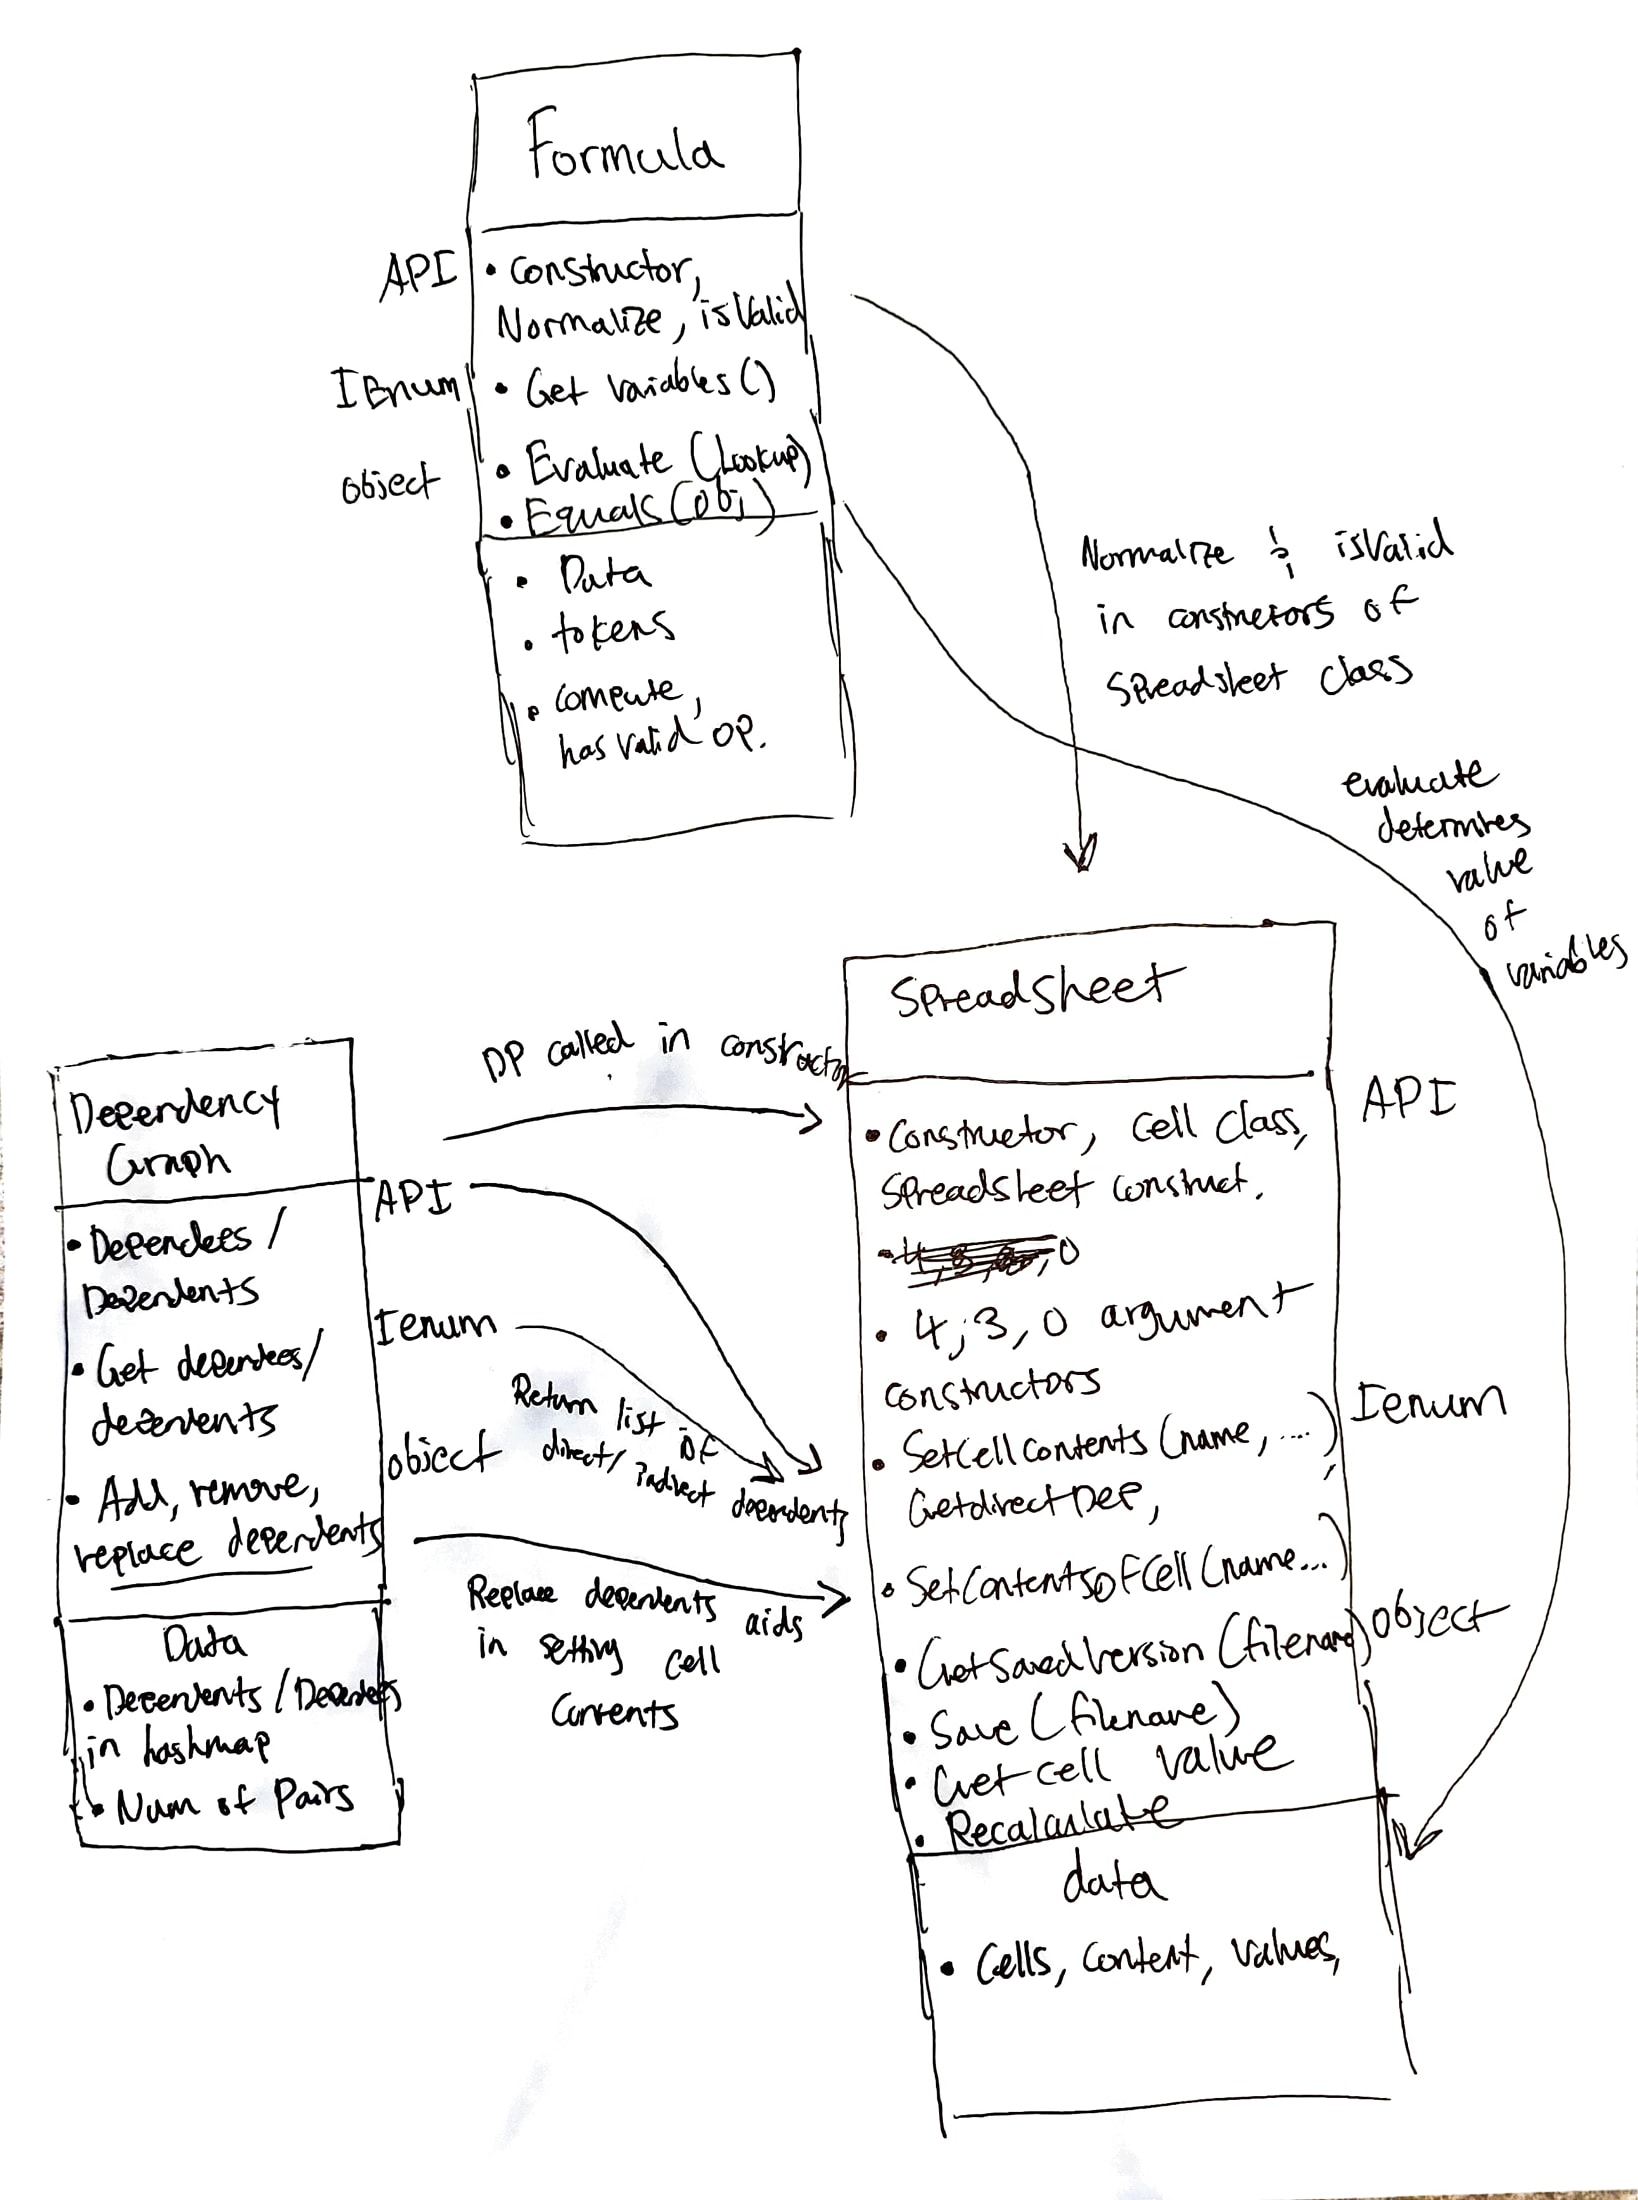 Formula
API
• Constuctor,
Normalize, isValid
IEnum
• Get variables()
object
• Evaluate (Lookup)
• Equals(Obj)
• Data
• tokens
• compute,
has valid op.
Normalize & isValid
in constructors of
Spreadsheet class
evaluate
determines
value
of
variables
Dependency
Graph
API
• Dependees /
Dependents
Ienum
• Get dependees/
dependents
object
• Add, remove,
replace dependents
Data
• Dependents / Dependees
in hashmap
• Num of Pairs
DP called in constructor
Return list of
direct/ indirect dependents
Replace dependents aids
in setting cell
contents
Spreadsheet
API
• Constructor, Cell Class,
Spreadsheet construct.
• 0
• 4, 3, 0 argument
constructors
Ienum
• SetCellContents (name, ....),
GetdirectDep,
• SetContentsOfCell (name...)
object
• GetSavedVersion (filename)
• Save (filename)
• Get cell value
• Recalculate
data
• Cells, content, values,